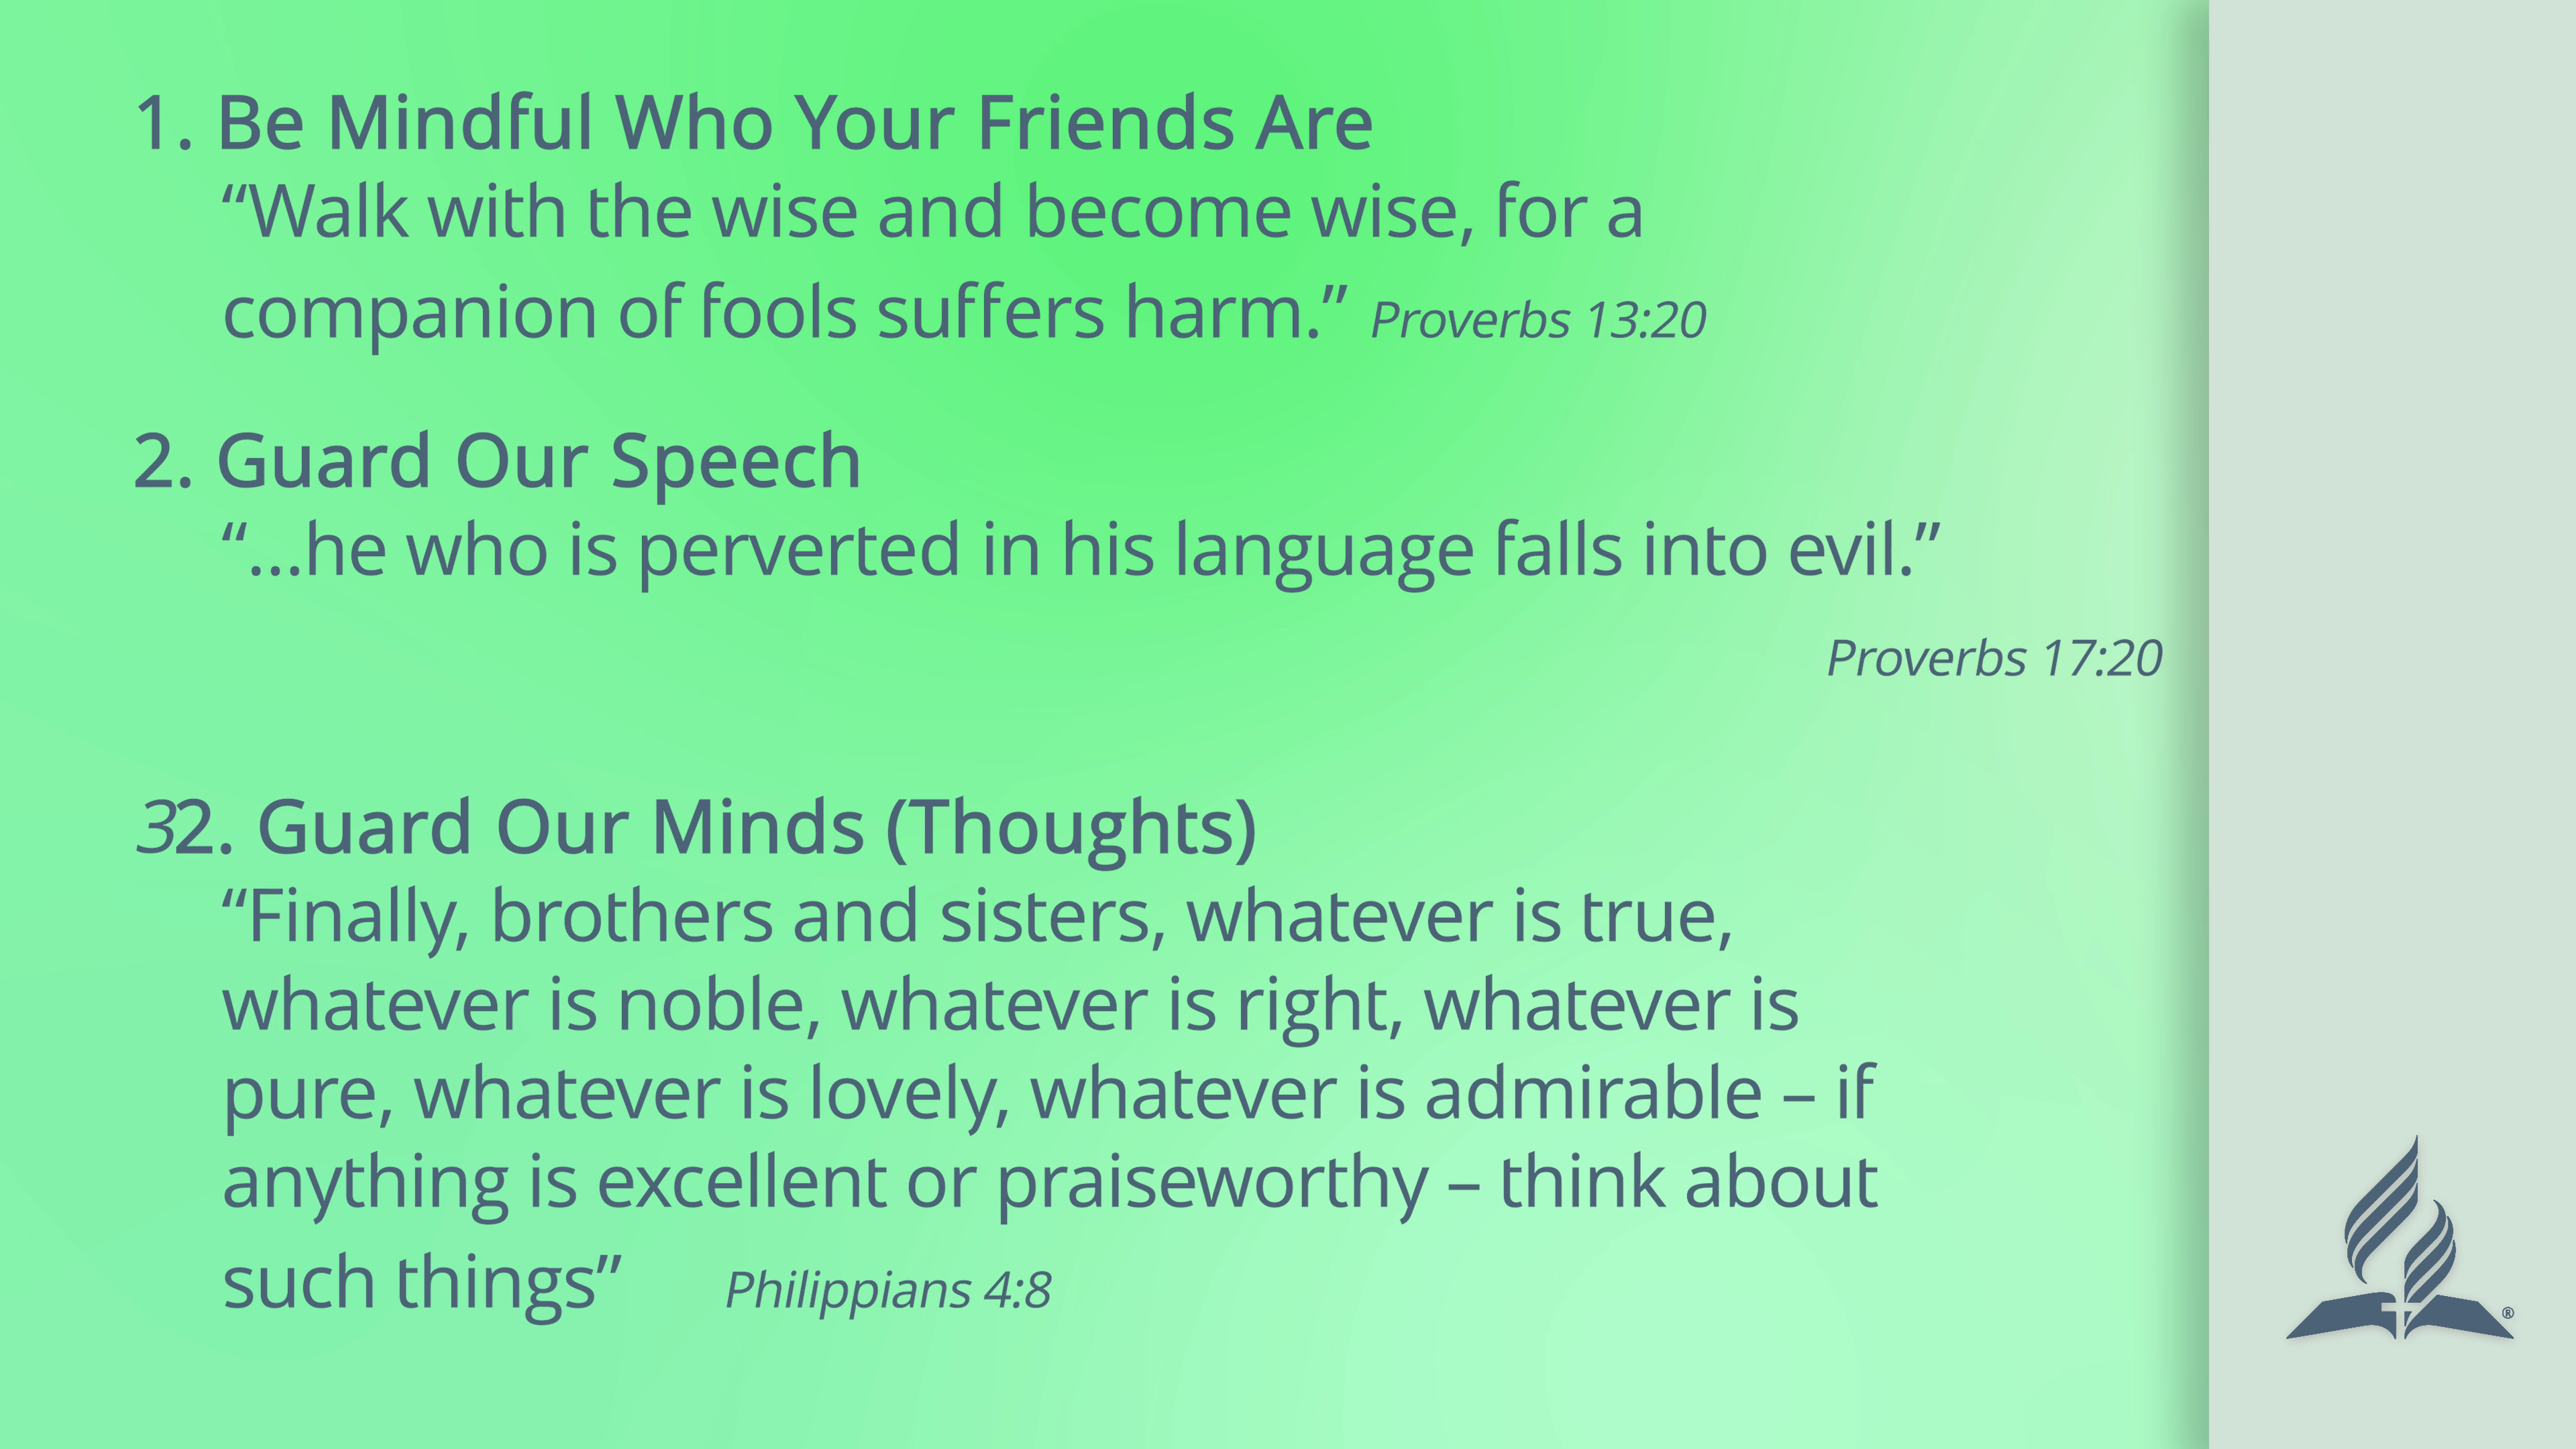 1. Be Mindful Who Your Friends Are
“Walk with the wise and become wise, for a
companion of fools suffers harm.” Proverbs 13:20
2. Guard Our Speech
“…he who is perverted in his language falls into evil.”
Proverbs 17:20
32. Guard Our Minds (Thoughts)
“Finally, brothers and sisters, whatever is true,
whatever is noble, whatever is right, whatever is
pure, whatever is lovely, whatever is admirable – if
anything is excellent or praiseworthy – think about
such things” Philippians 4:8
®